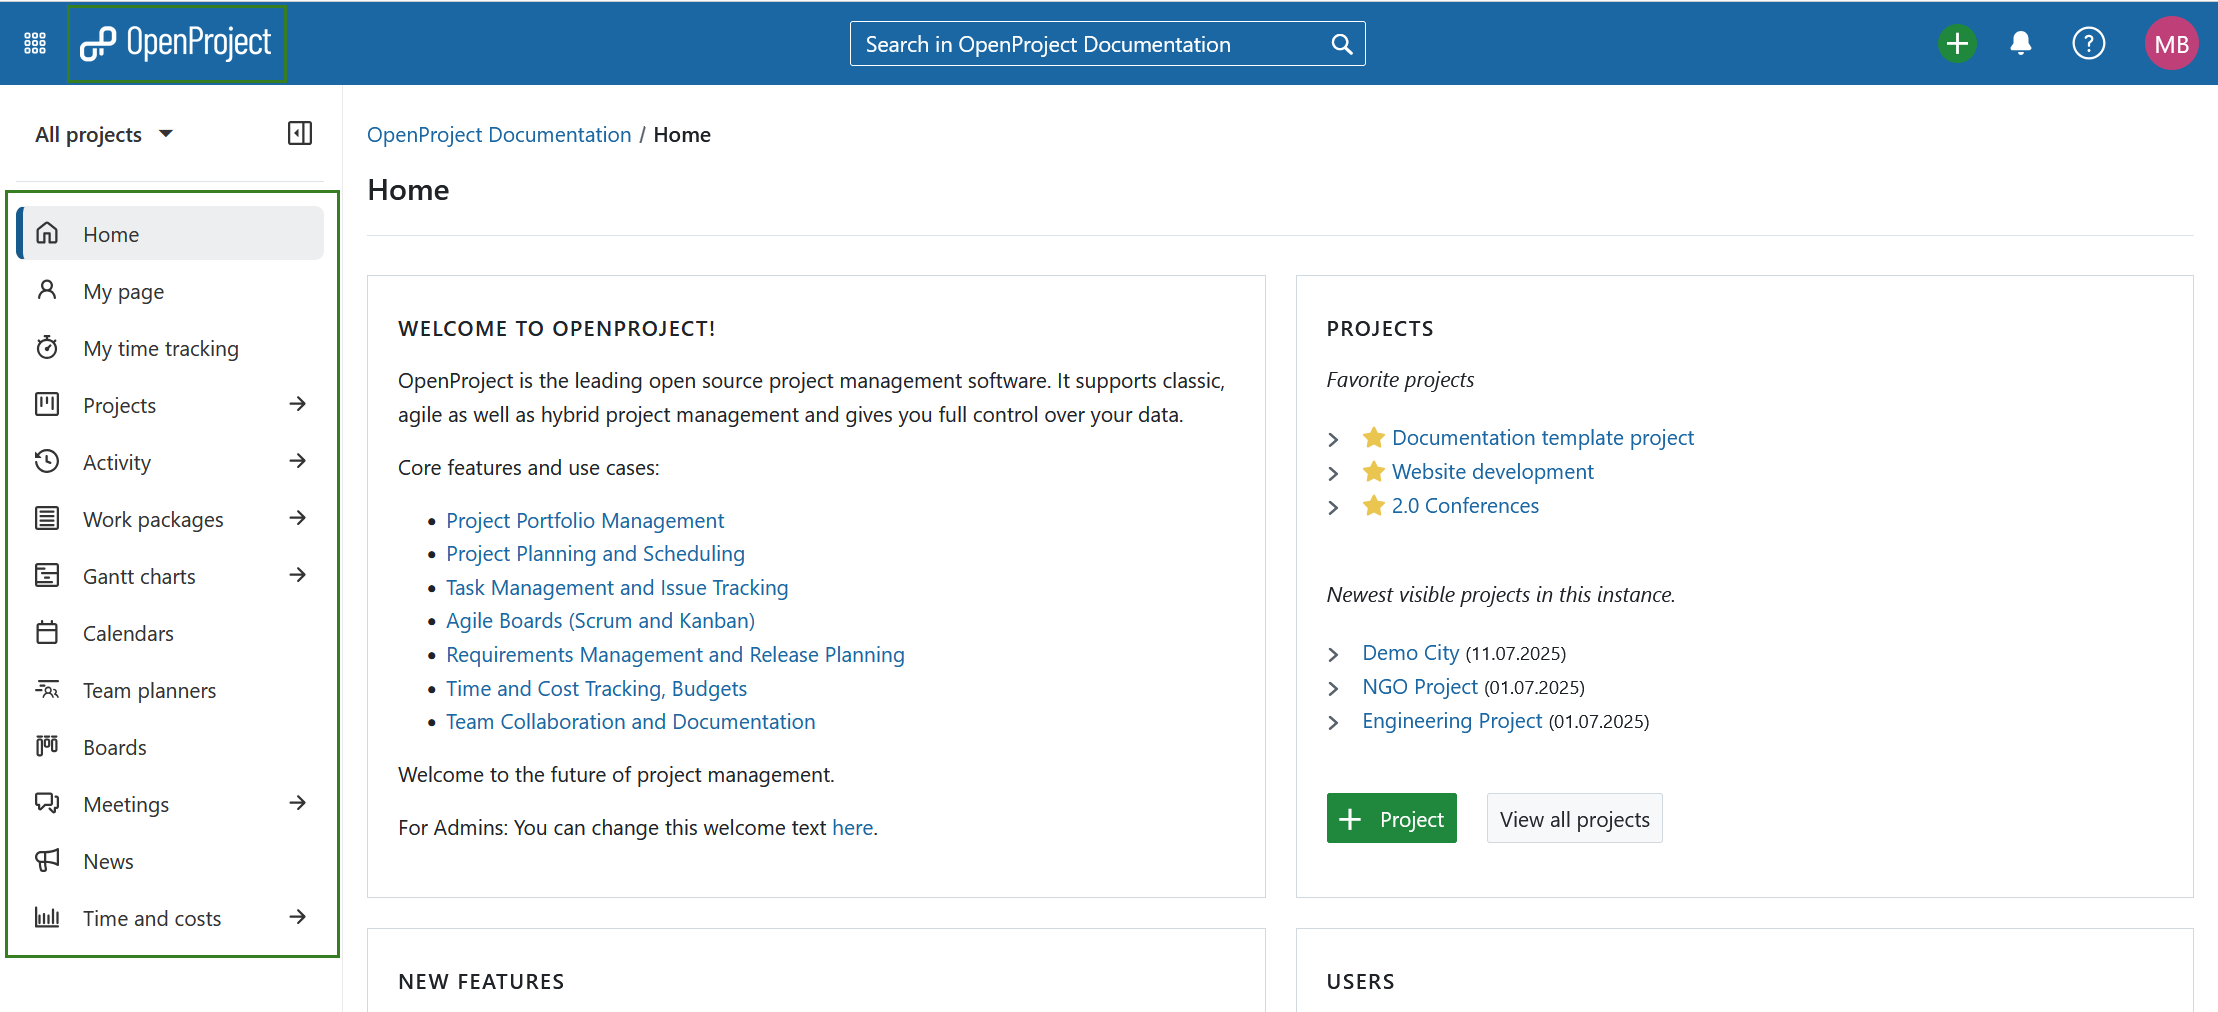 OpenProject
Search in OpenProject Documentation
MB
All projects
OpenProject Documentation / Home
Home
Home
My page
My time tracking
Projects
Activity
Work packages
Gantt charts
Calendars
Team planners
Boards
Meetings
News
Time and costs
WELCOME TO OPENPROJECT!
OpenProject is the leading open source project management software. It supports classic,
agile as well as hybrid project management and gives you full control over your data.
Core features and use cases:
Project Portfolio Management
Project Planning and Scheduling
Task Management and Issue Tracking
Agile Boards (Scrum and Kanban)
Requirements Management and Release Planning
Time and Cost Tracking, Budgets
Team Collaboration and Documentation
Welcome to the future of project management.
For Admins: You can change this welcome text here.
PROJECTS
Favorite projects
Documentation template project
Website development
2.0 Conferences
Newest visible projects in this instance.
Demo City (11.07.2025)
NGO Project (01.07.2025)
Engineering Project (01.07.2025)
+ Project
View all projects
NEW FEATURES
USERS